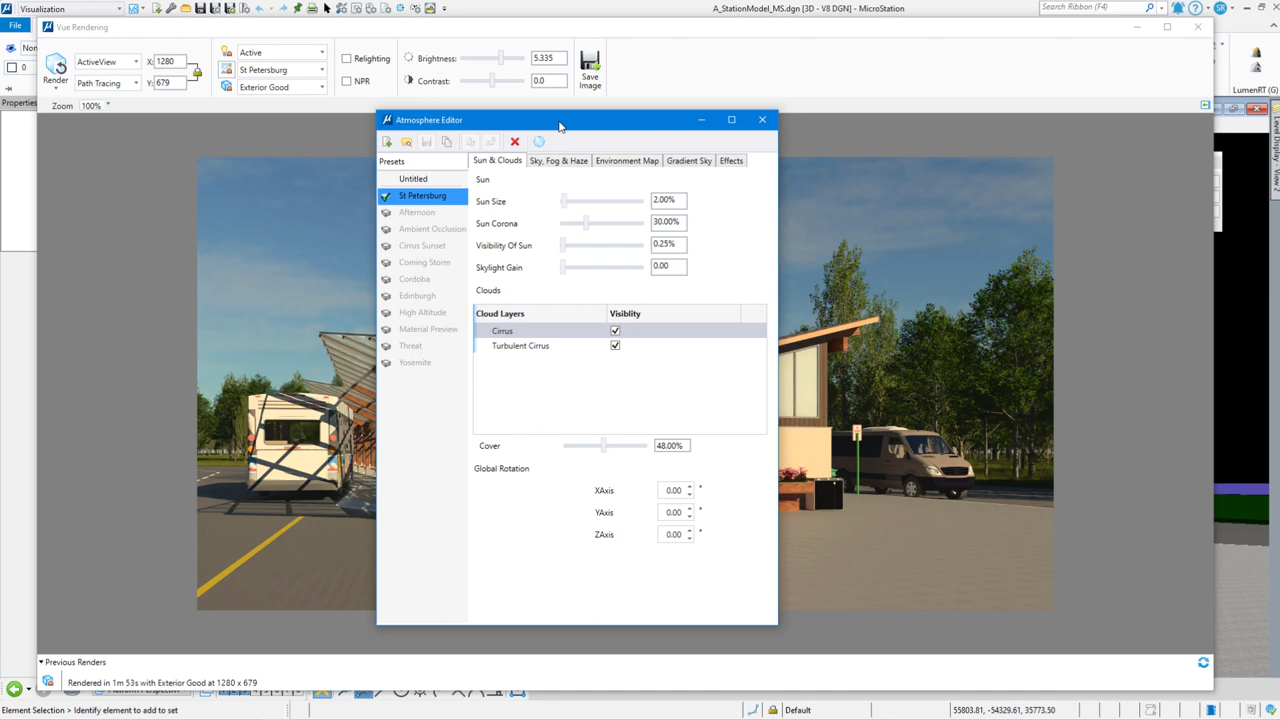 Visualization
A_StationModel_MS.dgn [3D - V8 DGN] - MicroStation
Search Ribbon (F4)
SR
File
Vue Rendering
Render
ActiveView
X: 1280
Path Tracing
Y: 679
Active
St Petersburg
Exterior Good
Relighting
NPR
Brightness: 5.335
Contrast: 0.0
Save
Image
LumenRT (G)
Zoom 100%
0
Properties
Atmosphere Editor
Presets
Untitled
St Petersburg
Afternoon
Ambient Occlusion
Cirrus Sunset
Coming Storm
Cordoba
Edinburgh
High Altitude
Material Preview
Threat
Yosemite
Sun & Clouds
Sky, Fog & Haze
Environment Map
Gradient Sky
Effects
Sun
Sun Size 2.00%
Sun Corona 30.00%
Visibility Of Sun 0.25%
Skylight Gain 0.00
Clouds
Cloud Layers Visiblity
Cirrus
Turbulent Cirrus
Cover 48.00%
Global Rotation
XAxis 0.00 °
YAxis 0.00 °
ZAxis 0.00 °
Previous Renders
Rendered in 1m 53s with Exterior Good at 1280 x 679
Element Selection > Identify element to add to set
Default
55803.81, -54329.61, 35773.50